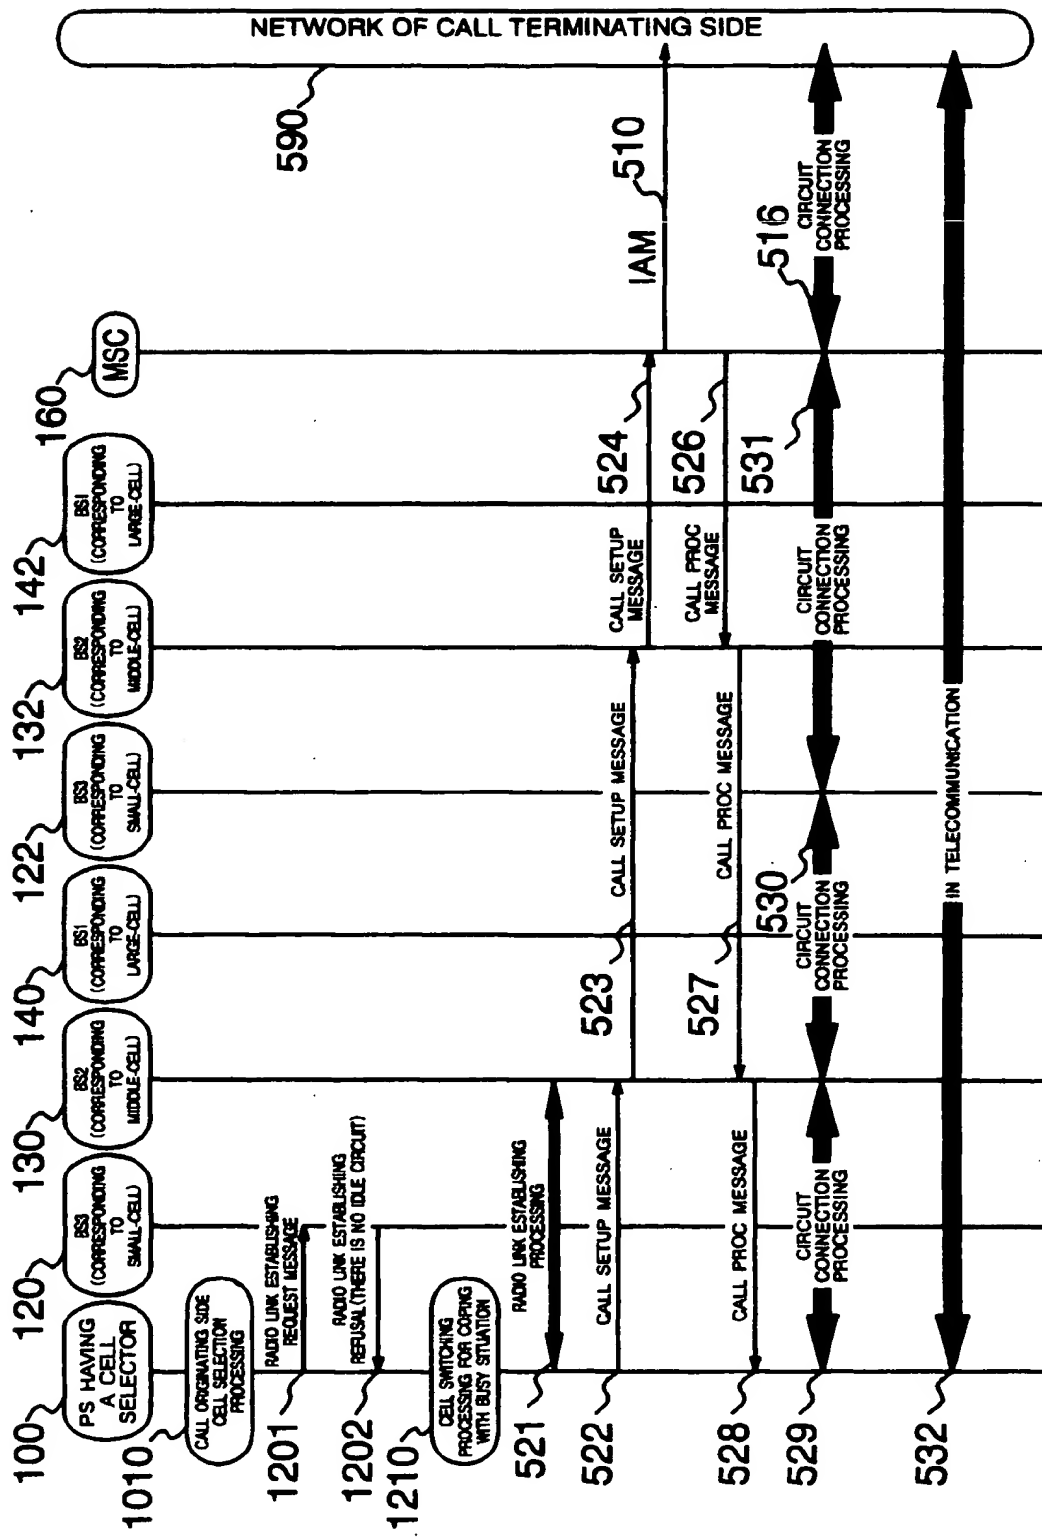 100
PS HAVING
A CELL
SELECTOR
120
BS3
(CORRESPONDING
TO
SMALL-CELL)
130
BS2
(CORRESPONDING
TO
MIDDLE-CELL)
140
BS1
(CORRESPONDING
TO
LARGE-CELL)
122
BS3
(CORRESPONDING
TO
SMALL-CELL)
132
BS2
(CORRESPONDING
TO
MIDDLE-CELL)
142
BS1
(CORRESPONDING
TO
LARGE-CELL)
160
MSC
590
NETWORK OF CALL TERMINATING SIDE
1010
CALL ORIGINATING SIDE
CELL SELECTION
PROCESSING
1201
RADIO LINK ESTABLISHING
REQUEST MESSAGE
1202
RADIO LINK ESTABLISHING
REFUSAL (THERE IS NO IDLE CIRCUIT)
1210
CELL SWITCHING
PROCESSING FOR COPING
WITH BUSY SITUATION
521
RADIO LINK ESTABLISHING
PROCESSING
522
CALL SETUP MESSAGE
523
CALL SETUP MESSAGE
524
CALL SETUP
MESSAGE
IAM
510
526
CALL PROC
MESSAGE
527
CALL PROC MESSAGE
528
CALL PROC MESSAGE
529
CIRCUIT
CONNECTION
PROCESSING
530
CIRCUIT
CONNECTION
PROCESSING
531
CIRCUIT
CONNECTION
PROCESSING
516
CIRCUIT
CONNECTION
PROCESSING
532
IN TELECOMMUNICATION